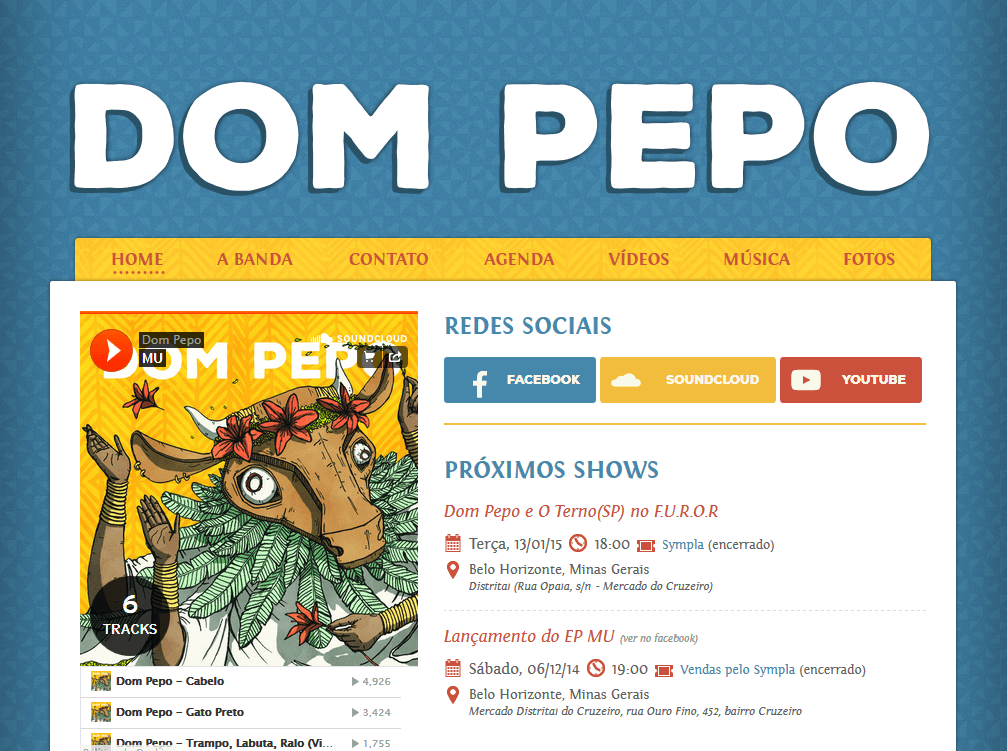 DOM PEPO
HOME A BANDA CONTATO AGENDA VÍDEOS MÚSICA FOTOS
Dom Pepo
MU
SOUNDCLOUD
DOM PEPO
6
TRACKS
Dom Pepo – Cabelo 4,926
Dom Pepo – Gato Preto 3,424
Dom Pepo – Trampo, Labuta, Ralo (Vi... 1,755
REDES SOCIAIS
FACEBOOK SOUNDCLOUD YOUTUBE
PRÓXIMOS SHOWS
Dom Pepo e O Terno(SP) no F.U.R.O.R
Terça, 13/01/15 18:00 Sympla (encerrado)
Belo Horizonte, Minas Gerais
Distrital (Rua Opala, s/n - Mercado do Cruzeiro)
Lançamento do EP MU (ver no facebook)
Sábado, 06/12/14 19:00 Vendas pelo Sympla (encerrado)
Belo Horizonte, Minas Gerais
Mercado Distrital do Cruzeiro, rua Ouro Fino, 452, bairro Cruzeiro